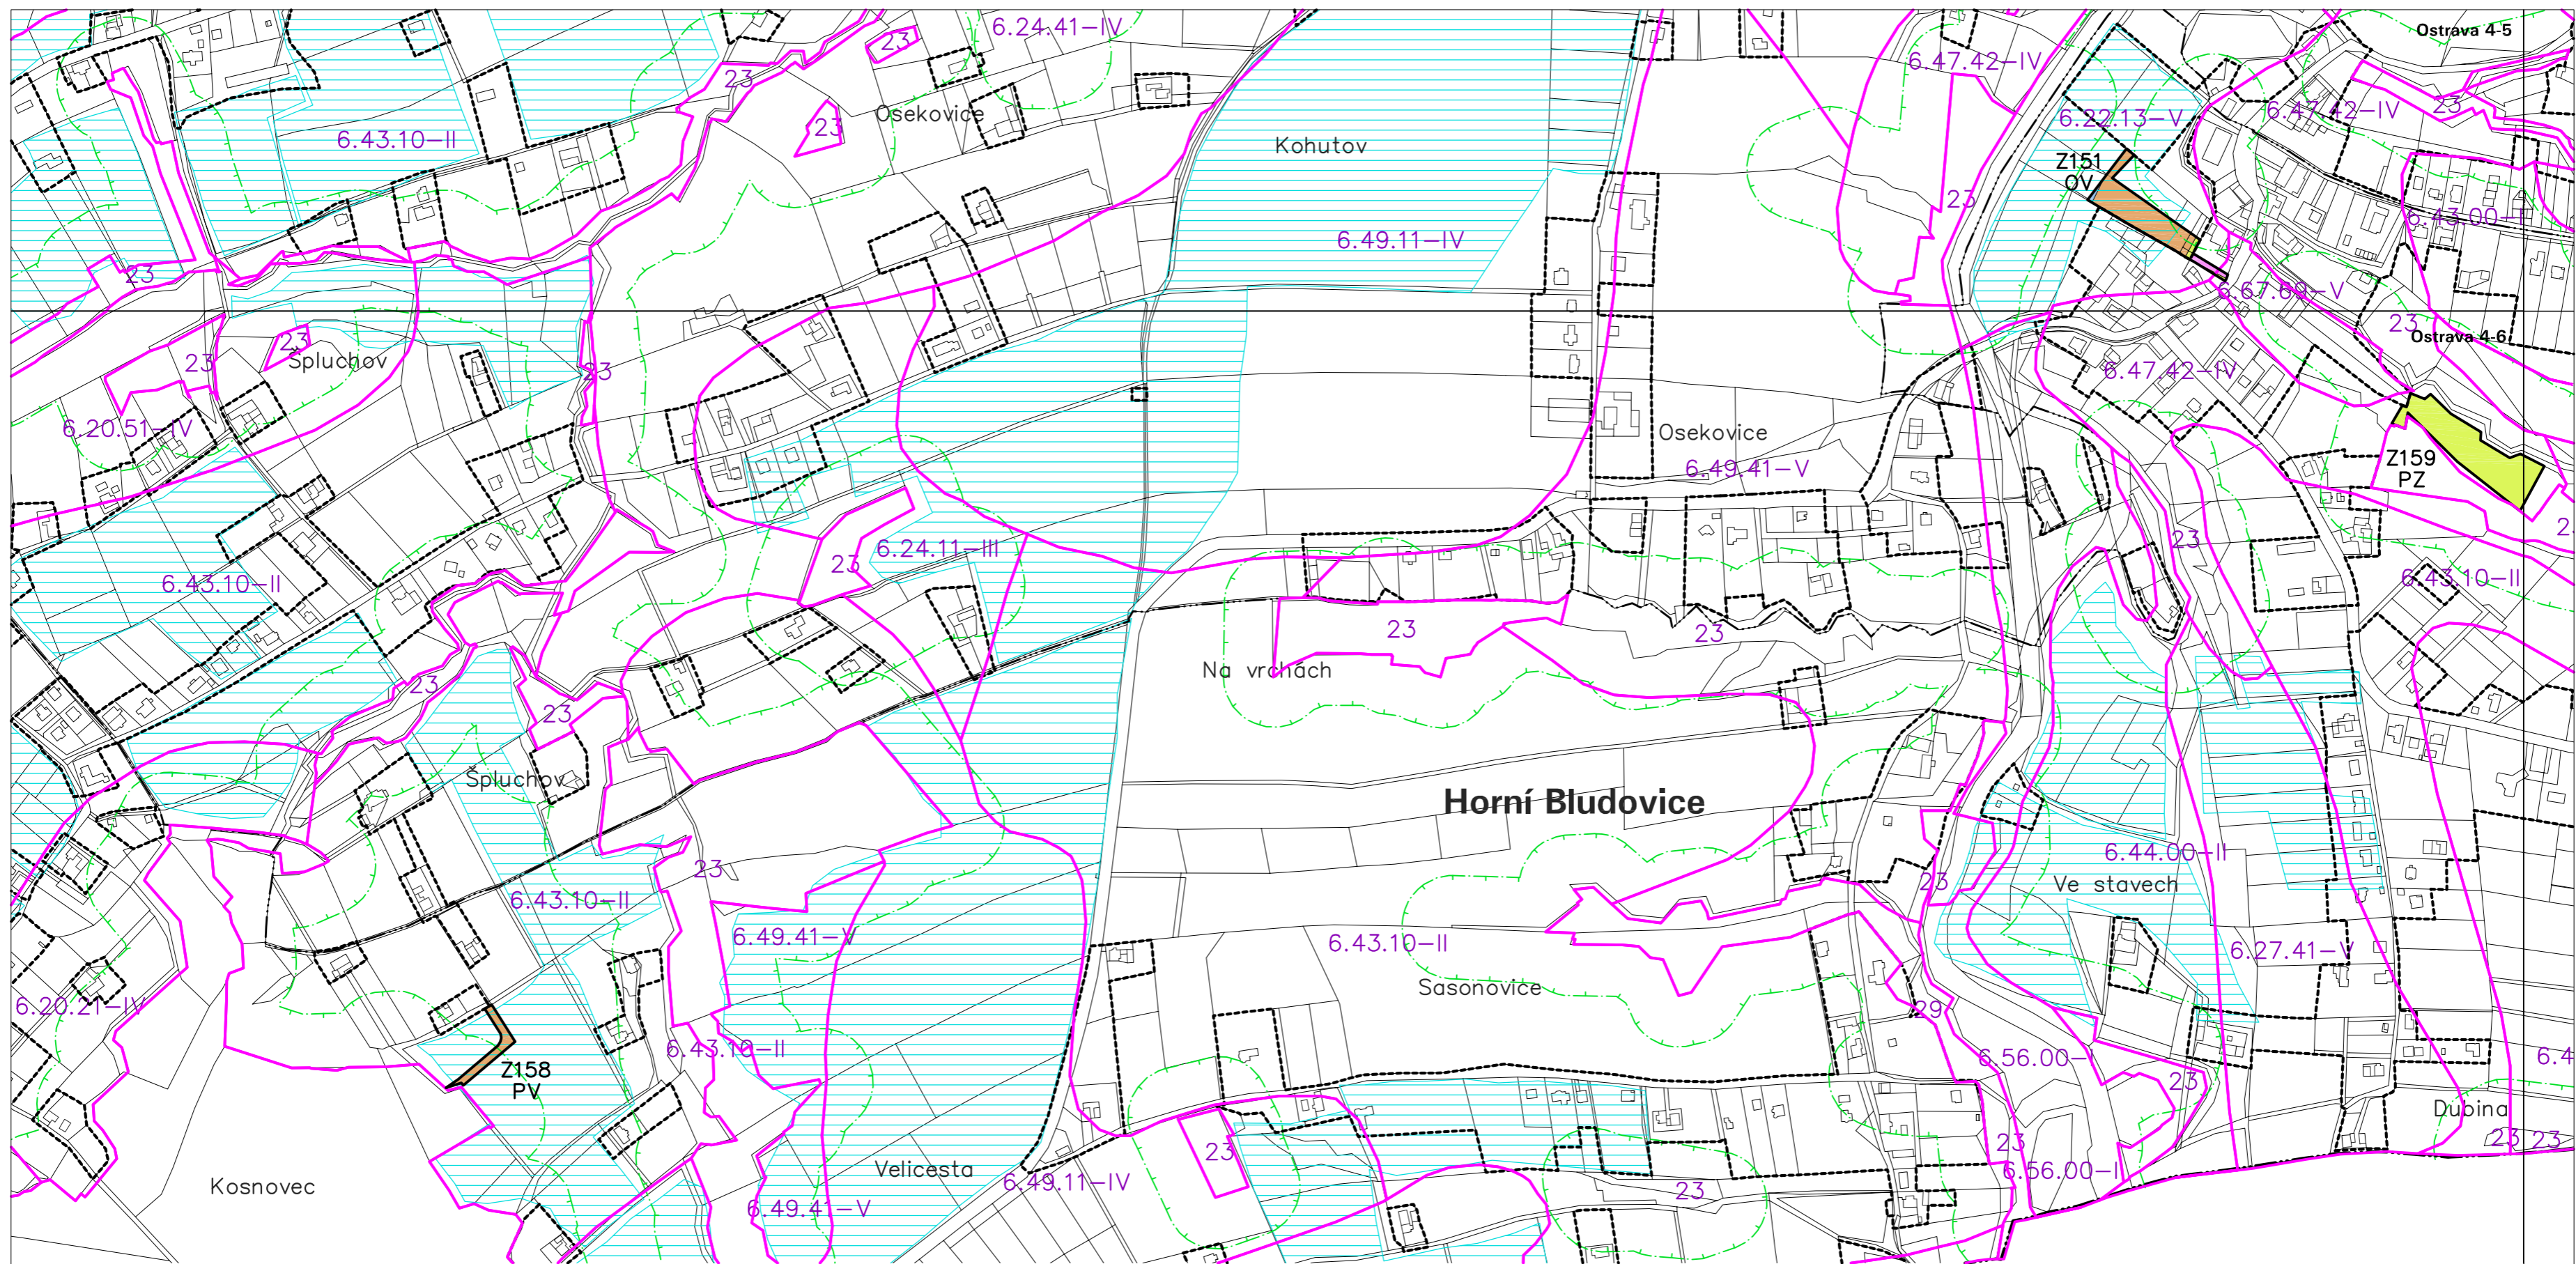 6.24.41-IV
23
Ostrava 4-5
6.47.42-IV
23
23
6.47.42-IV
Osekovice
23
6.22.13-V
6.43.10-II
Kohutov
Z151
OV
23
6.49.11-IV
23
6.67.89-V
23
Ostrava 4-6
23
23
Špluchov
23
6.47.42-IV
6.20.51-IV
Osekovice
6.49.41-V
Z159
PZ
23
6.24.11-III
23
6.43.10-II
6.43.10-II
23
23
Na vrchách
23
23
Špluchov
Horní Bludovice
6.44.00-II
23
23
Ve stavech
6.43.10-II
6.49.41-V
6.43.10-II
6.27.41-V
Sasonovice
6.20.21-IV
29
6.43.10-II
6.56.00-I
Z158
PV
23
Dubina
23
23
23
23
Velicesta
6.56.00-I
6.49.11-IV
Kosnovec
23
6.49.41-V